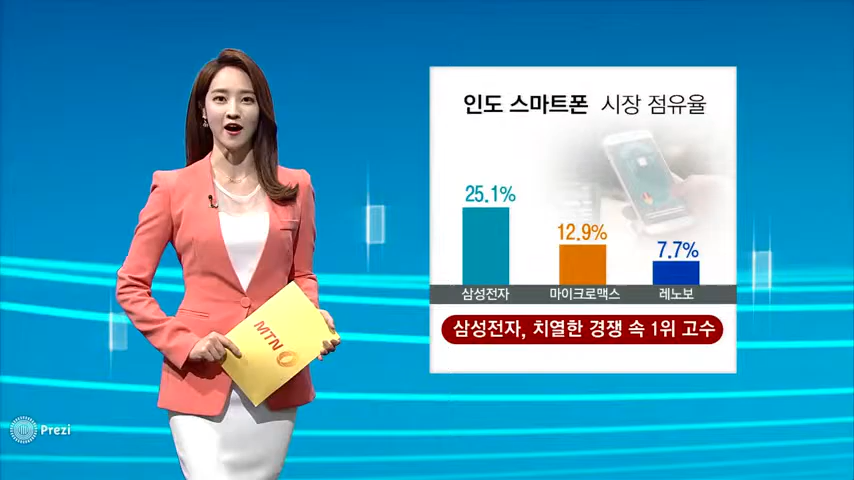 인도 스마트폰 시장 점유율
25.1%
12.9%
7.7%
삼성전자
마이크로맥스
레노보
삼성전자, 치열한 경쟁 속 1위 고수
MTN
Prezi